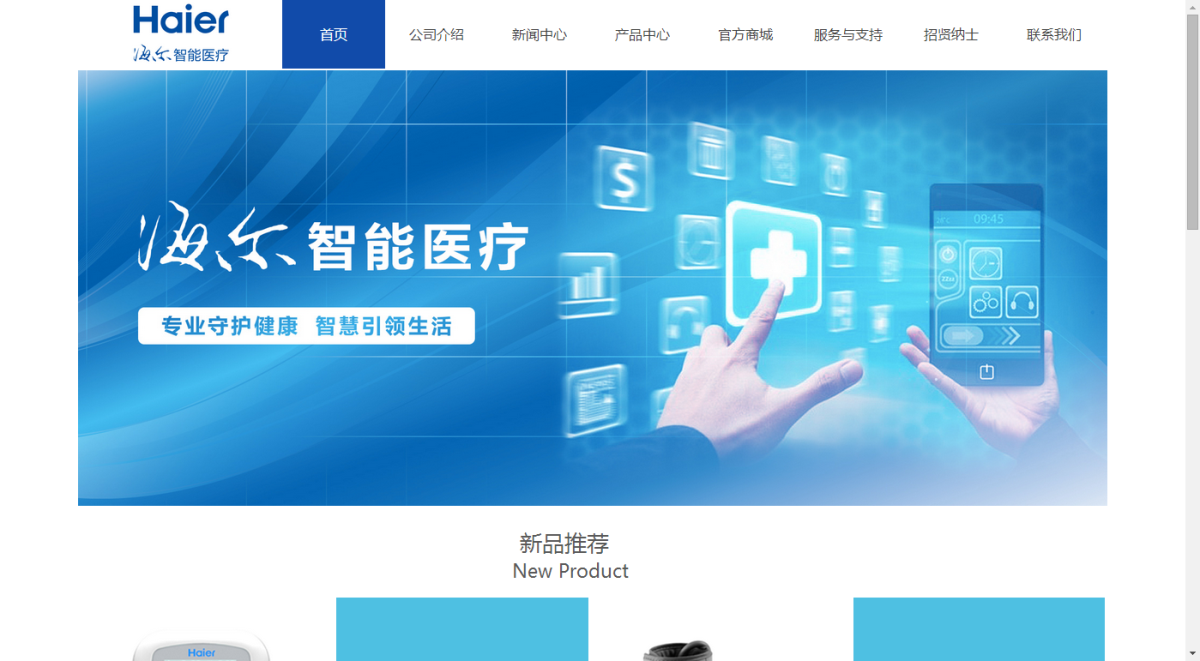 Haier
海尔智能医疗
首页
公司介绍
新闻中心
产品中心
官方商城
服务与支持
招贤纳士
联系我们
海尔智能医疗
专业守护健康 智慧引领生活
$
09:45
新品推荐
New Product
Haier